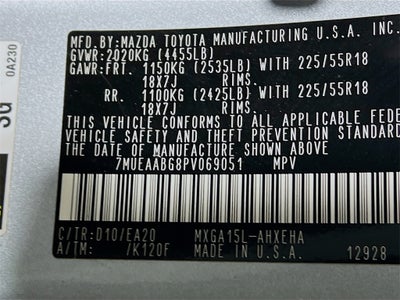 MFD.BY: MAZDA TOYOTA MANUFACTURING U.S.A. INC.
GVWR: 2020KG (4455LB)
GAWR: FRT. 1150KG (2535LB) WITH 225/55R18
18X7J RIMS.
RR. 1100KG (2425LB) WITH 225/55R18
18X7J RIMS.
THIS VEHICLE CONFORMS TO ALL APPLICABLE FEDERAL
VEHICLE SAFETY AND THEFT PREVENTION STANDARD
THE DATE OF MANUFACTURE SHOWN ABOVE.
7MUEAABG8PV069051 MPV
C/TR:D10/EA20 MXGA15L-AHXEHA
A/TM: /K120F MADE IN U.S.A. 12928
0A230